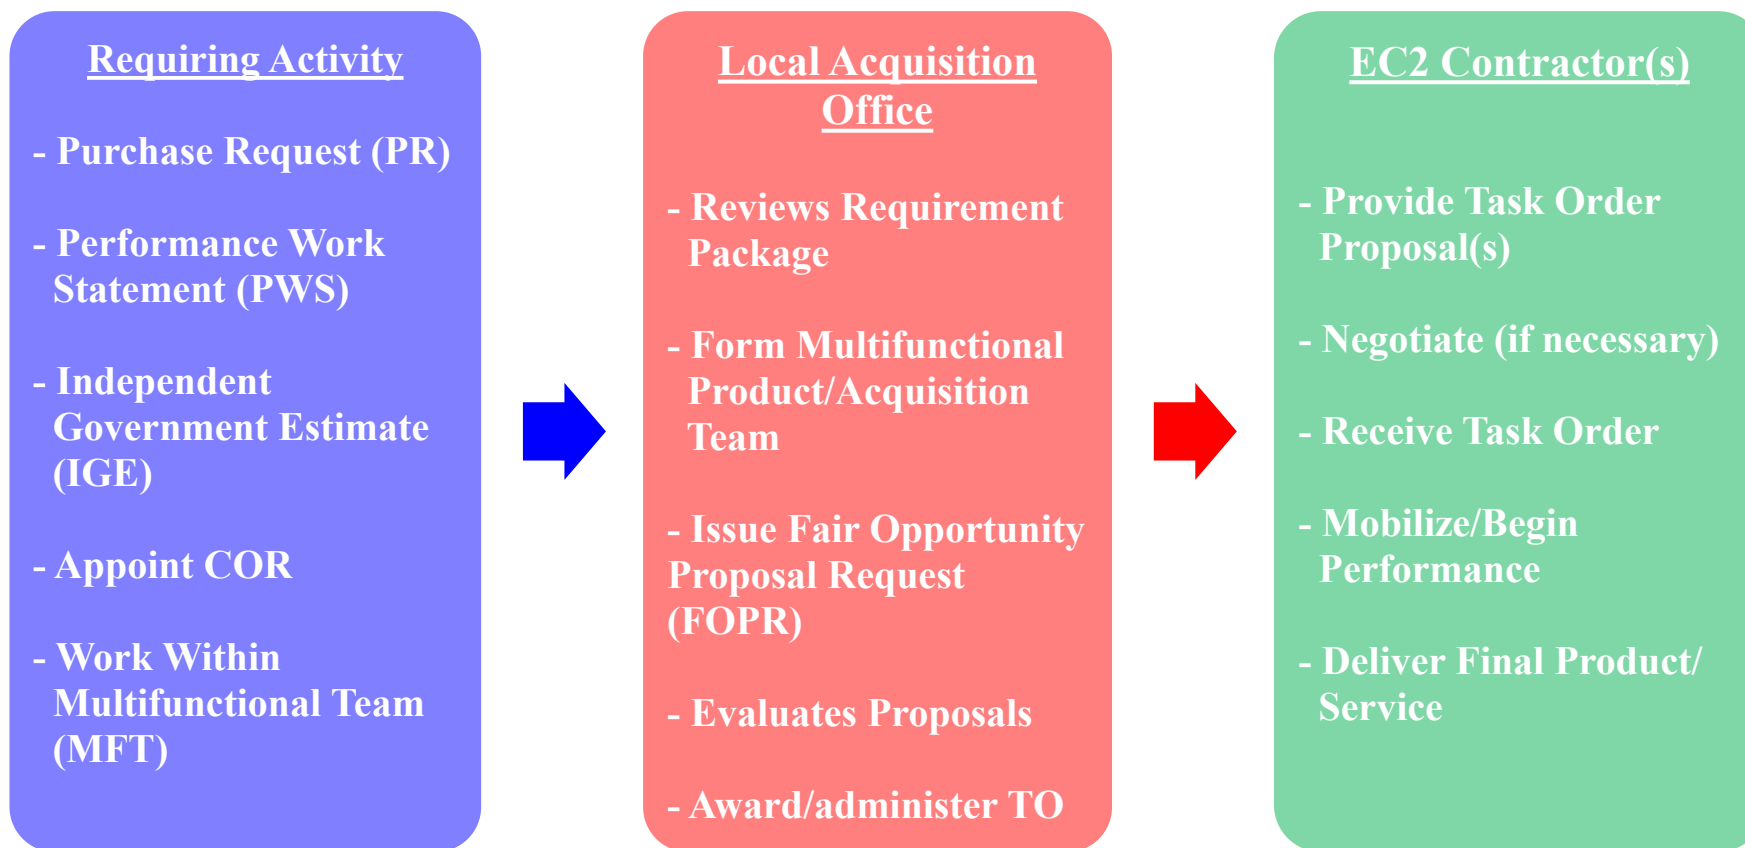 Requiring Activity
- Purchase Request (PR)
- Performance Work
Statement (PWS)
- Independent
Government Estimate
(IGE)
- Appoint COR
- Work Within
Multifunctional Team
(MFT)
Local Acquisition
Office
- Reviews Requirement
Package
- Form Multifunctional
Product/Acquisition
Team
- Issue Fair Opportunity
Proposal Request
(FOPR)
- Evaluates Proposals
- Award/administer TO
EC2 Contractor(s)
- Provide Task Order
Proposal(s)
- Negotiate (if necessary)
- Receive Task Order
- Mobilize/Begin
Performance
- Deliver Final Product/
Service